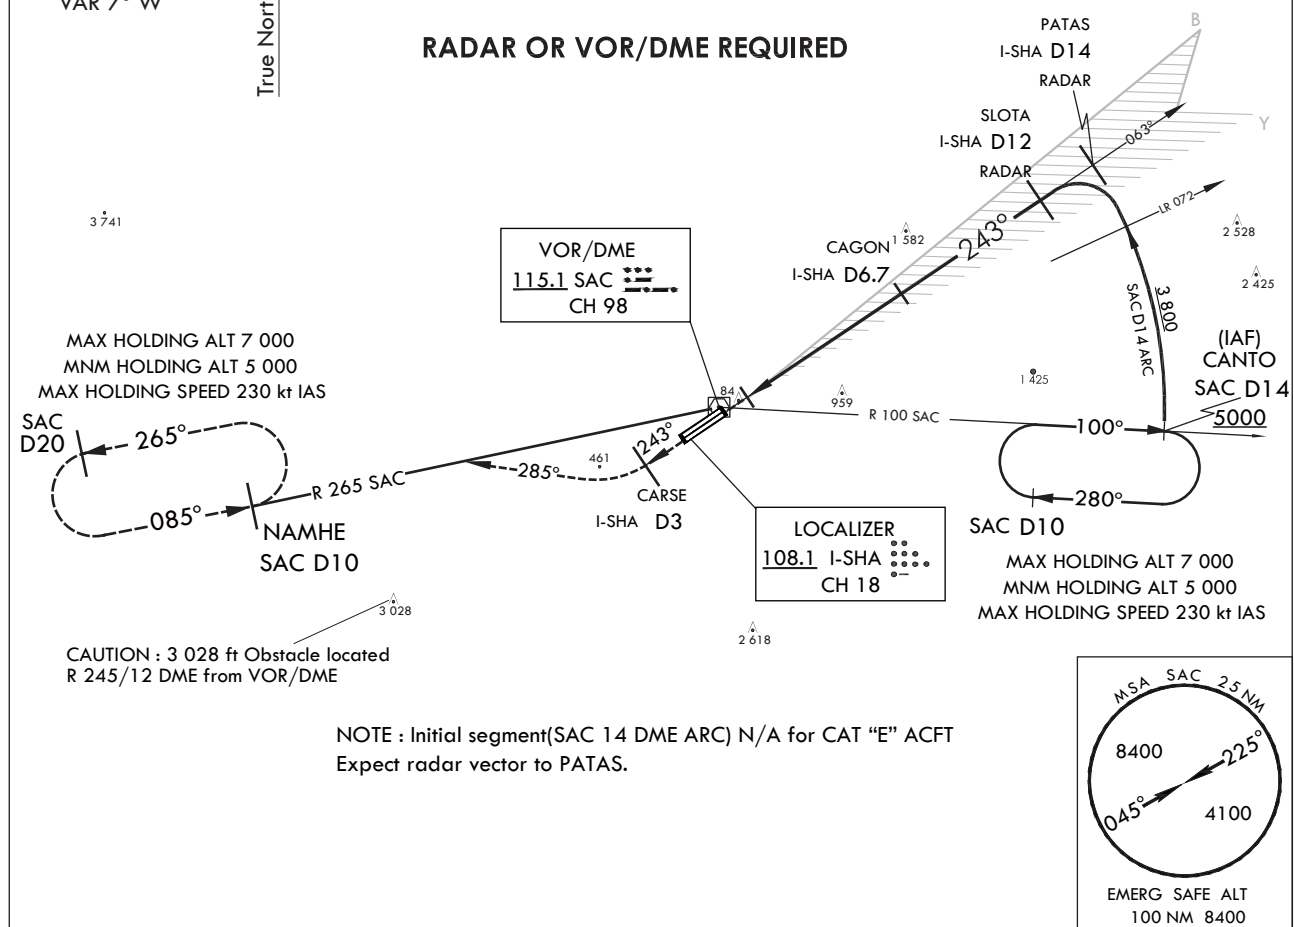 VAR 7° W
True Nort
RADAR OR VOR/DME REQUIRED
PATAS
I-SHA D14
RADAR
B
Y
SLOTA
I-SHA D12
RADAR
063°
LR 072
3 741
1 582
2 528
2 425
243°
CAGON
I-SHA D6.7
VOR/DME
115.1 SAC
CH 98
3 800
SAC D14 ARC
(IAF)
CANTO
SAC D14
5000
MAX HOLDING ALT 7 000
MNM HOLDING ALT 5 000
MAX HOLDING SPEED 230 kt IAS
1 425
84
959
R 100 SAC
100°
280°
SAC D10
SAC
D20
265°
085°
R 265 SAC
285°
461
243°
CARSE
I-SHA D3
NAMHE
SAC D10
LOCALIZER
108.1 I-SHA
CH 18
MAX HOLDING ALT 7 000
MNM HOLDING ALT 5 000
MAX HOLDING SPEED 230 kt IAS
3 028
2 618
CAUTION : 3 028 ft Obstacle located
R 245/12 DME from VOR/DME
NOTE : Initial segment(SAC 14 DME ARC) N/A for CAT “E” ACFT
Expect radar vector to PATAS.
MSA SAC 25 NM
8400
225°
045°
4100
EMERG SAFE ALT
100 NM 8400